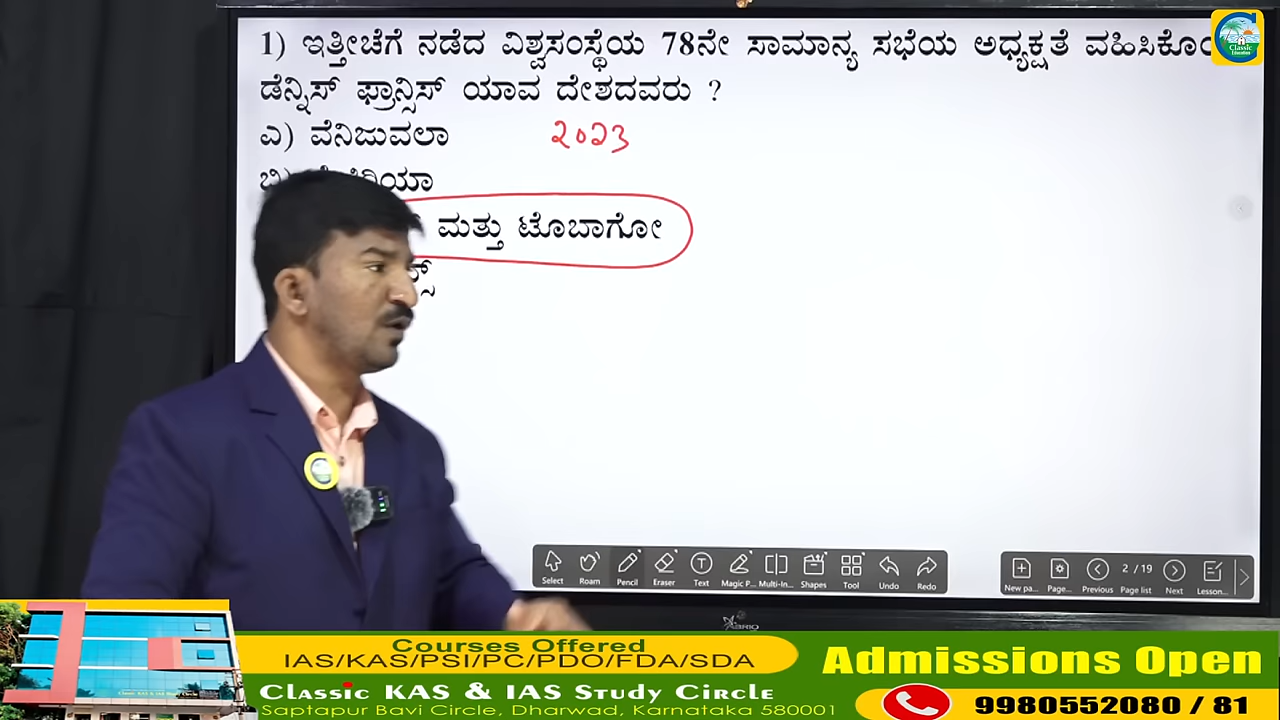 1) ಇತ್ತೀಚೆಗೆ ನಡೆದ ವಿಶ್ವಸಂಸ್ಥೆಯ 78ನೇ ಸಾಮಾನ್ಯ ಸಭೆಯ ಅಧ್ಯಕ್ಷತೆ
ಡೆನ್ನಿಸ್ ಫ್ರಾನ್ಸಿಸ್ ಯಾವ ದೇಶದವರು ?
ಎ) ವೆನಿಜುವಲಾ
೨೦೨3
ಬಿ)
ಮತ್ತು ಟೊಬಾಗೋ
Select Roam Pencil Eraser Text Magic P... Multi-In... Shapes Tool Undo Redo
New pa... Page... Previous 2 / 19 Page list Next Lesson...
Classic Education
Courses Offered
IAS/KAS/PSI/PC/PDO/FDA/SDA
Classic KAS & IAS Study Circle
Saptapur Bavi Circle, Dharwad, Karnataka 580001
Admissions Open
9980552080 / 81